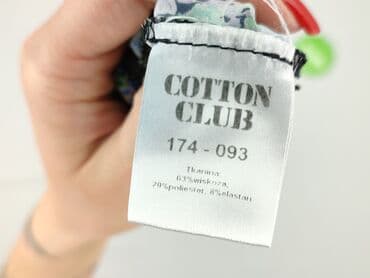 COTTON
CLUB
174 - 093
Tkanina:
63%wiskoza,
29%poliester, 8%elastan